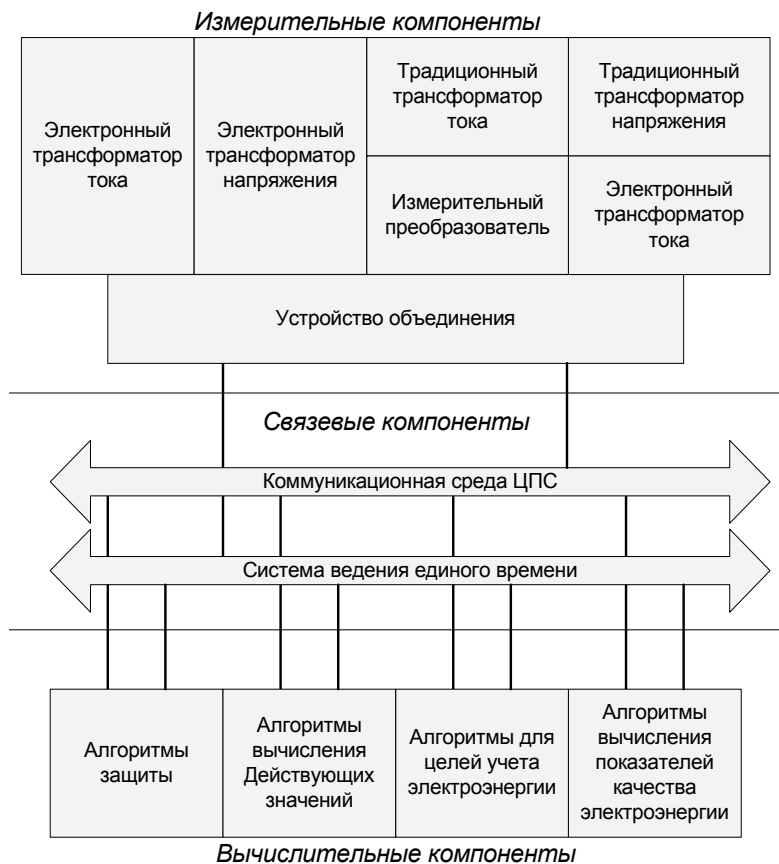 Измерительные компоненты
Электронный
трансформатор
тока
Электронный
трансформатор
напряжения
Традиционный
трансформатор
тока
Традиционный
трансформатор
напряжения
Измерительный
преобразователь
Электронный
трансформатор
тока
Устройство объединения
Связевые компоненты
Коммуникационная среда ЦПС
Система ведения единого времени
Алгоритмы
защиты
Алгоритмы
вычисления
Действующих
значений
Алгоритмы для
целей учета
электроэнергии
Алгоритмы
вычисления
показателей
качества
электроэнергии
Вычислительные компоненты